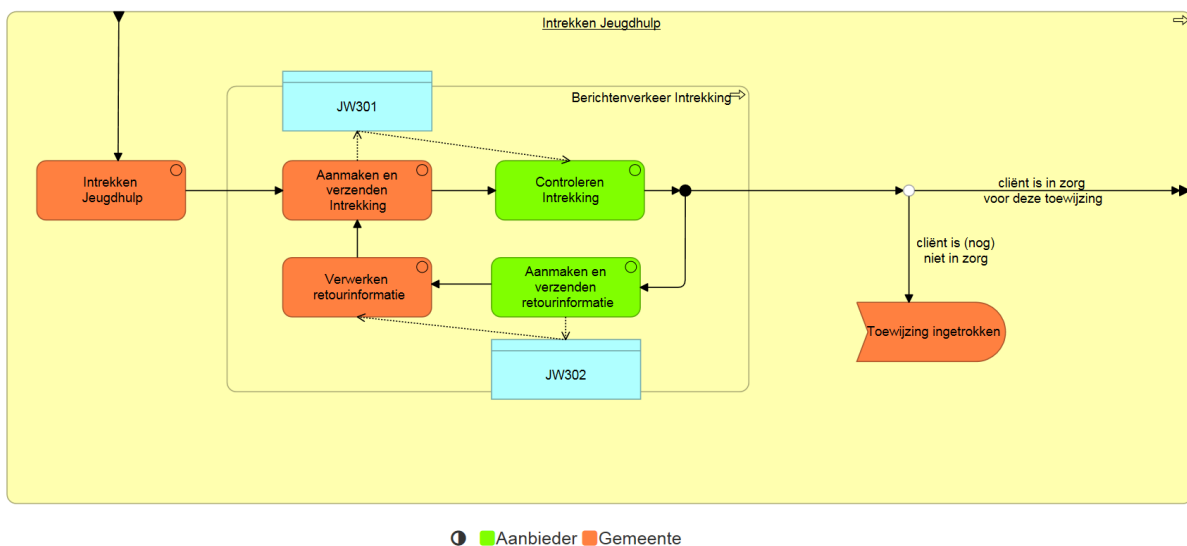 Intrekken Jeugdhulp
JW301
Berichtenverkeer Intrekking
Intrekken
Jeugdhulp
Aanmaken en
verzenden
Intrekking
Controleren
Intrekking
cliënt is in zorg
voor deze toewijzing
cliënt is (nog)
niet in zorg
Verwerken
retourinformatie
Aanmaken en
verzenden
retourinformatie
Toewijzing ingetrokken
JW302
Aanbieder Gemeente